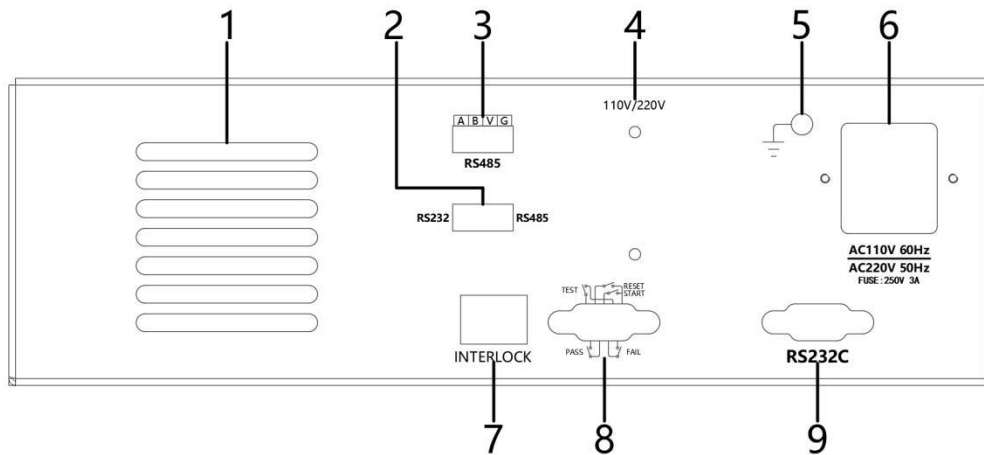 1 2 3 4 5 6
110V/220V
A B V G
RS485
RS232 RS485
AC110V 60Hz
AC220V 50Hz
FUSE:250V 3A
TEST RESET
START
INTERLOCK
PASS FAIL
RS232C
7 8 9